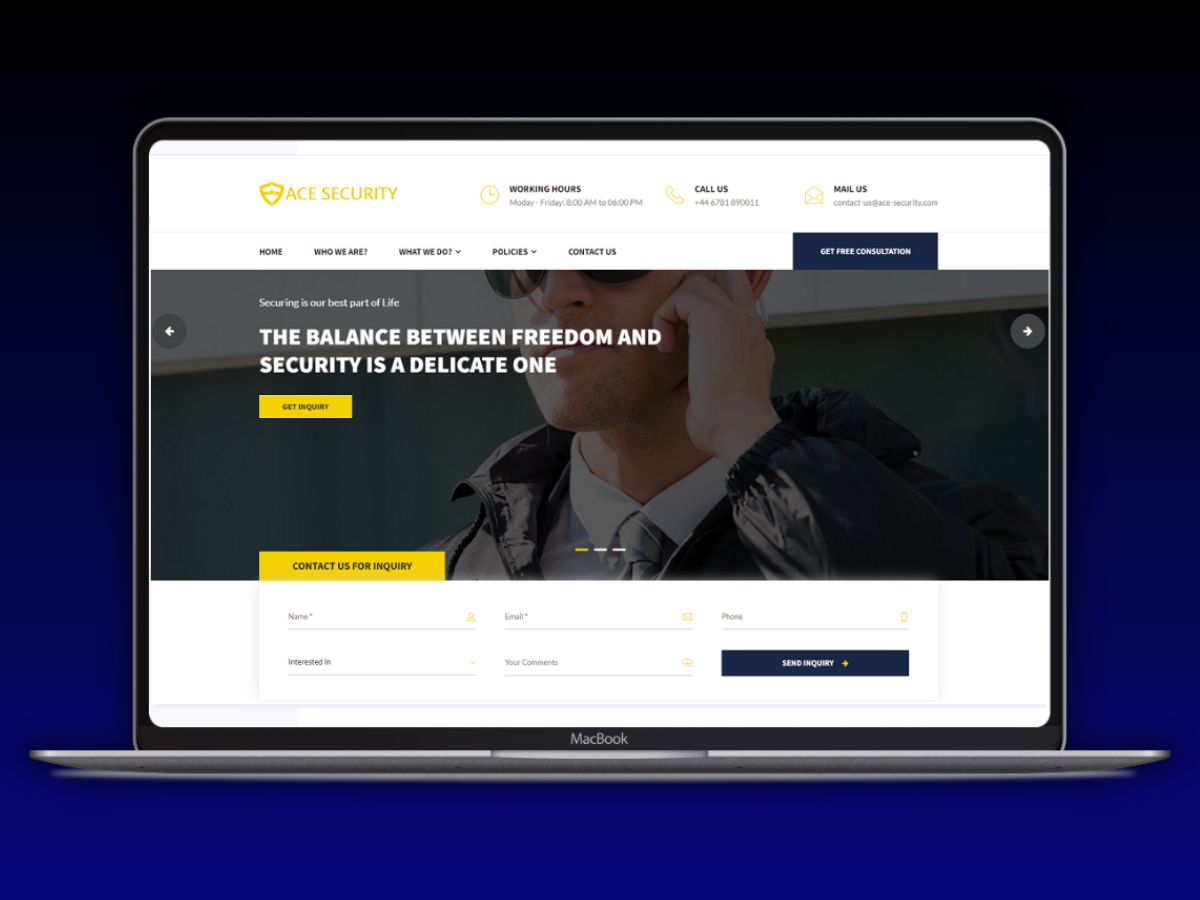 ACE SECURITY
WORKING HOURS
Moday - Friday: 8:00 AM to 06:00 PM
CALL US
+44 6781 890011
MAIL US
contact-us@ace-security.com
HOME
WHO WE ARE?
WHAT WE DO?
POLICIES
CONTACT US
GET FREE CONSULTATION
Securing is our best part of Life
THE BALANCE BETWEEN FREEDOM AND
SECURITY IS A DELICATE ONE
GET INQUIRY
CONTACT US FOR INQUIRY
Name *
Email *
Phone
Interested In
Your Comments
SEND INQUIRY
MacBook